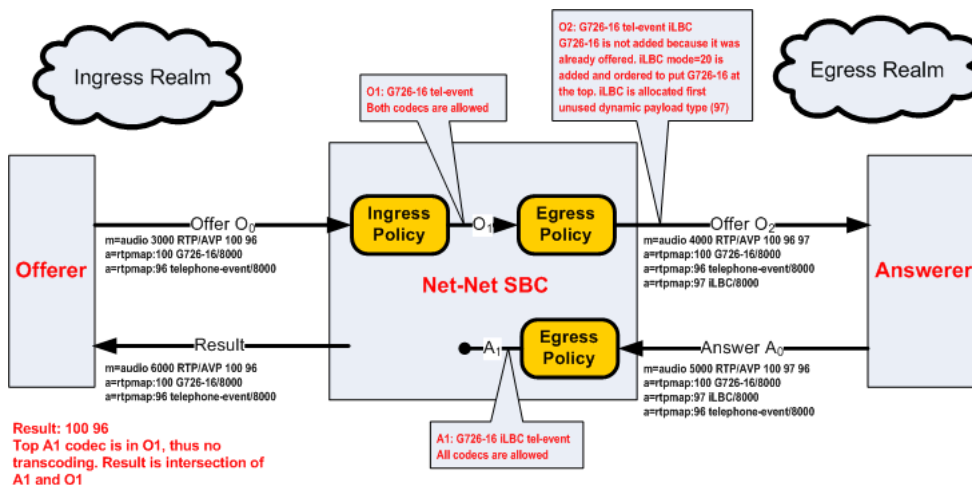 Ingress Realm
O1: G726-16 tel-event
Both codecs are allowed
O2: G726-16 tel-event iLBC
G726-16 is not added because it was
already offered. iLBC mode=20 is
added and ordered to put G726-16 at
the top. iLBC is allocated first
unused dynamic payload type (97)
Egress Realm
Offerer
Offer O0
m=audio 3000 RTP/AVP 100 96
a=rtpmap:100 G726-16/8000
a=rtpmap:96 telephone-event/8000
Ingress
Policy
O1
Egress
Policy
Net-Net SBC
Offer O2
m=audio 4000 RTP/AVP 100 96 97
a=rtpmap:100 G726-16/8000
a=rtpmap:96 telephone-event/8000
a=rtpmap:97 iLBC/8000
Answerer
Result
m=audio 6000 RTP/AVP 100 96
a=rtpmap:100 G726-16/8000
a=rtpmap:96 telephone-event/8000
A1
Egress
Policy
Answer A0
m=audio 5000 RTP/AVP 100 97 96
a=rtpmap:100 G726-16/8000
a=rtpmap:97 iLBC/8000
a=rtpmap:96 telephone-event/8000
Result: 100 96
Top A1 codec is in O1, thus no
transcoding. Result is intersection of
A1 and O1
A1: G726-16 iLBC tel-event
All codecs are allowed